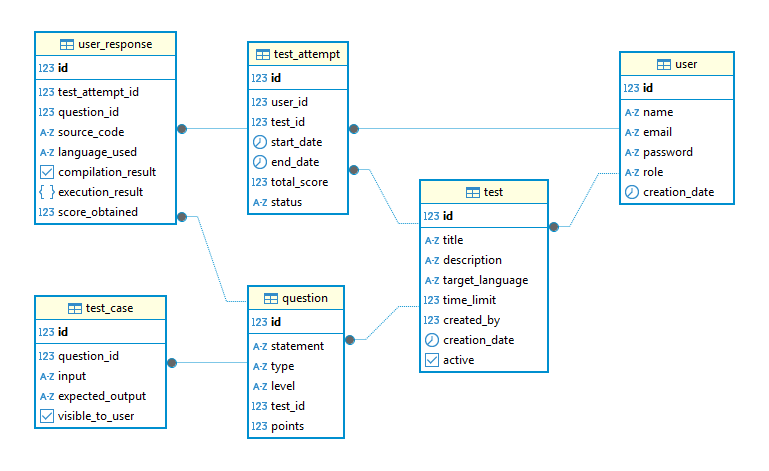 user_response
123 id
123 test_attempt_id
123 question_id
A-Z source_code
A-Z language_used
compilation_result
{ } execution_result
123 score_obtained
test_attempt
123 id
123 user_id
123 test_id
start_date
end_date
123 total_score
A-Z status
user
123 id
A-Z name
A-Z email
A-Z password
A-Z role
creation_date
test
123 id
A-Z title
A-Z description
A-Z target_language
123 time_limit
123 created_by
creation_date
active
test_case
123 id
123 question_id
A-Z input
A-Z expected_output
visible_to_user
question
123 id
A-Z statement
A-Z type
A-Z level
123 test_id
123 points